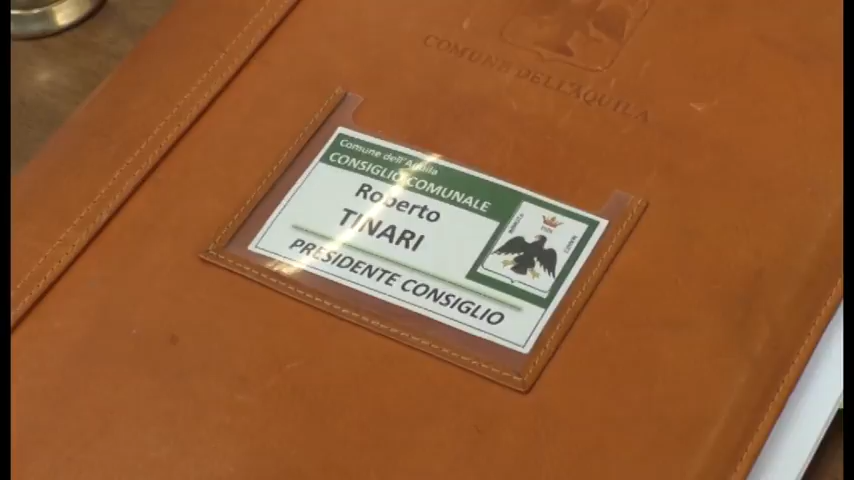 COMUNE DELL'AQUILA
Comune dell'Aquila
CONSIGLIO COMUNALE
Roberto
TINARI
PRESIDENTE CONSIGLIO